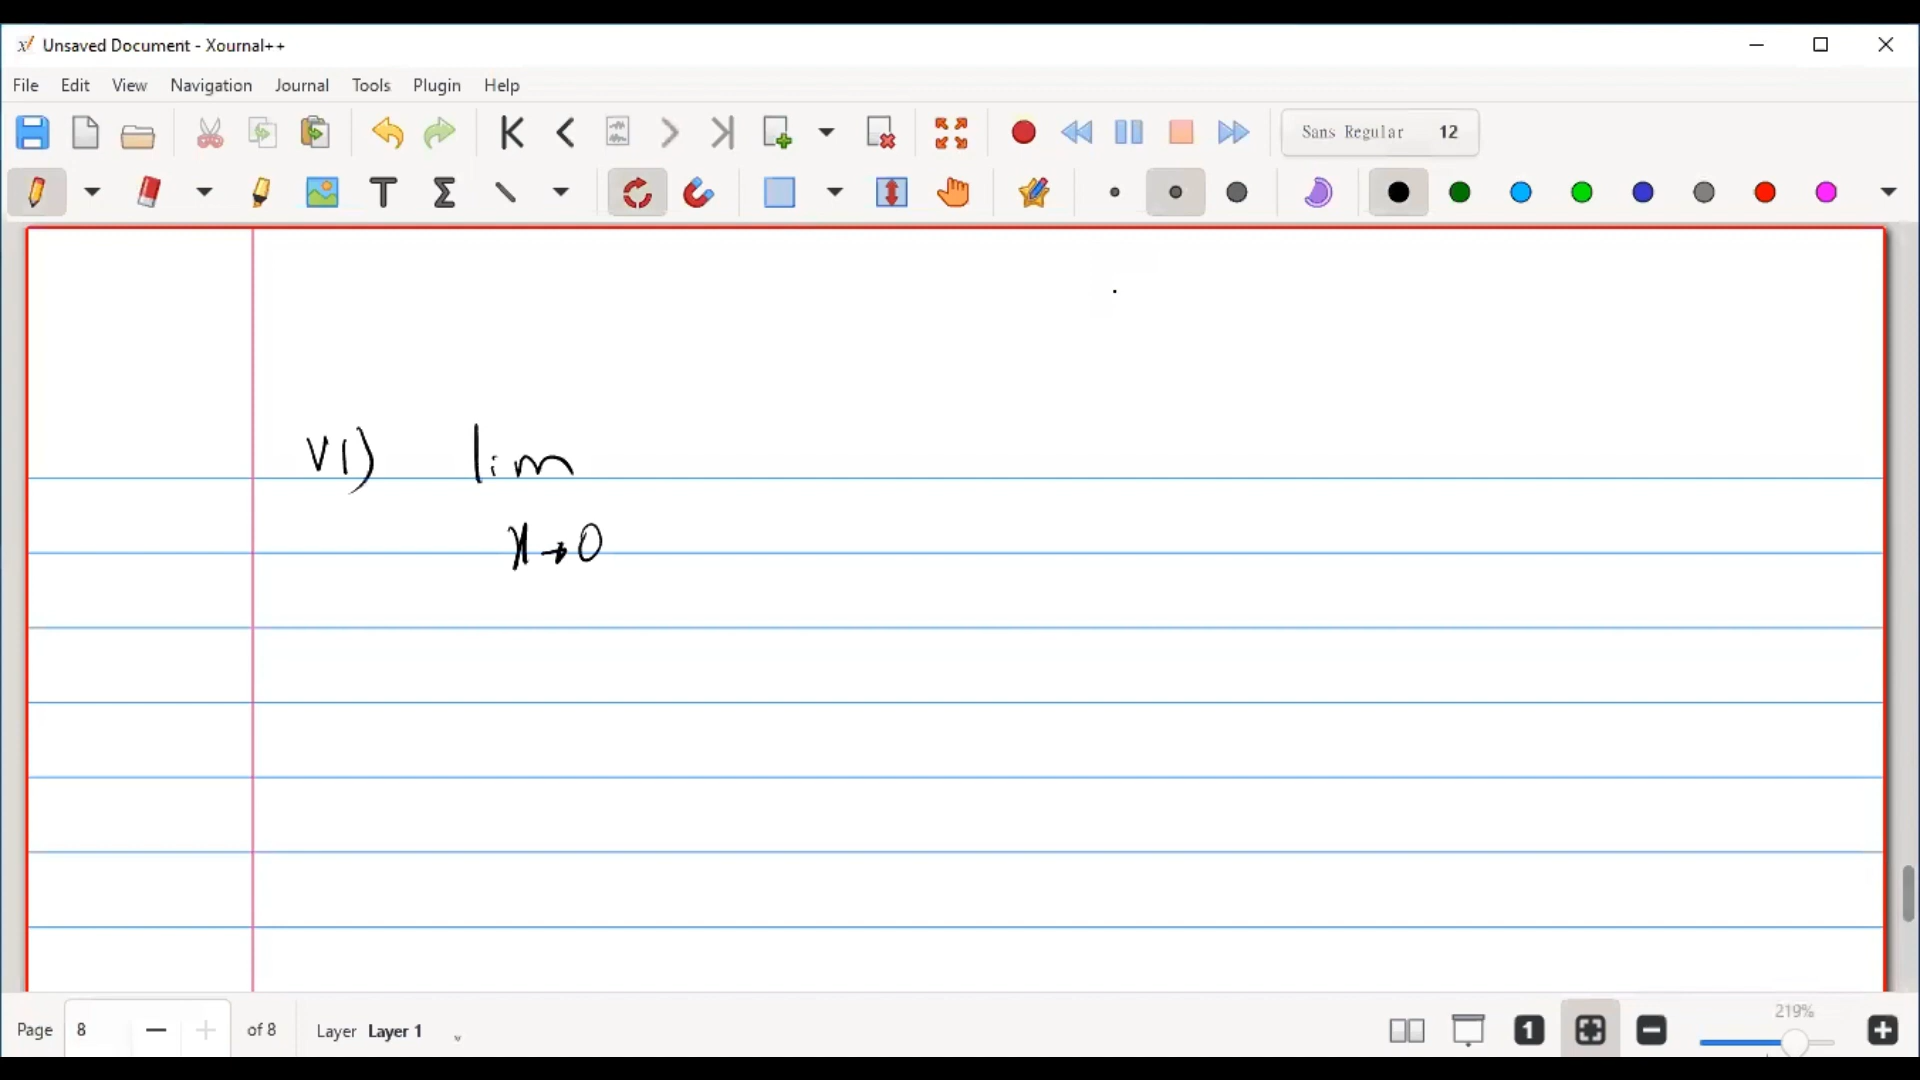 Unsaved Document - Xournal++
File Edit View Navigation Journal Tools Plugin Help
Sans Regular 12
VI) lim
x→0
Page 8 of 8 Layer Layer 1
1
219%